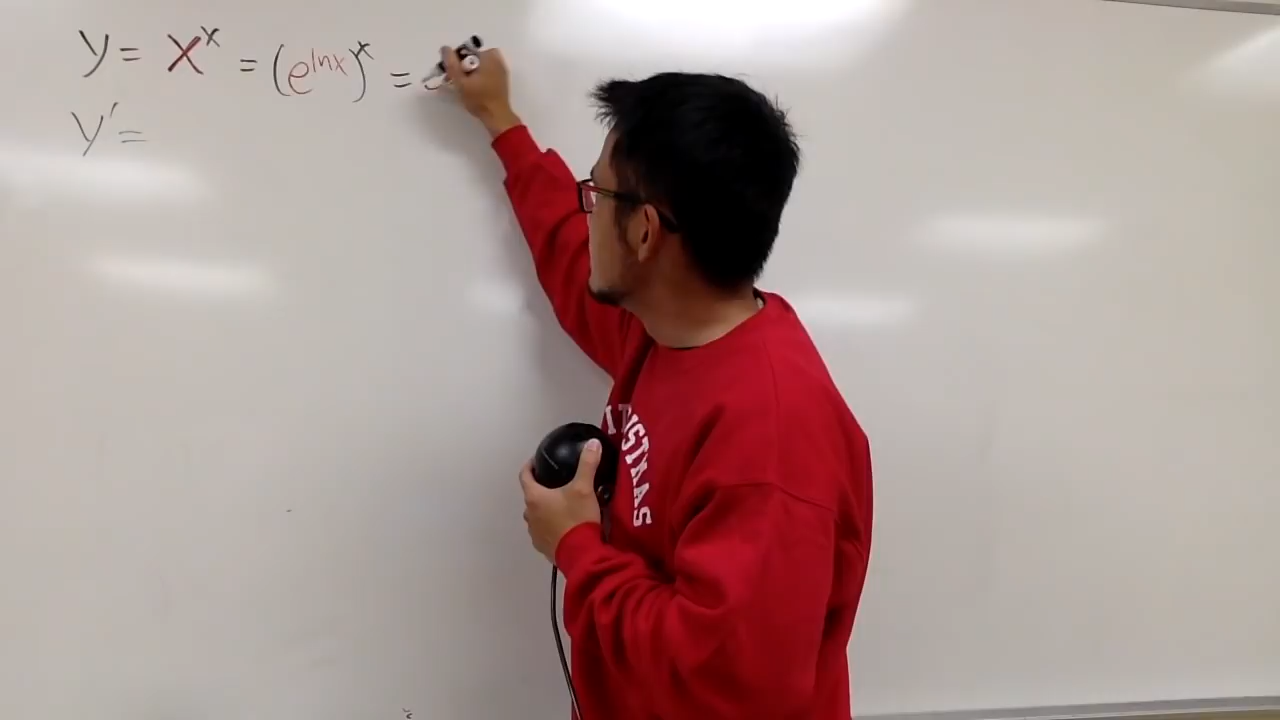 y = x^x = (e^{lnx})^x =
y' =